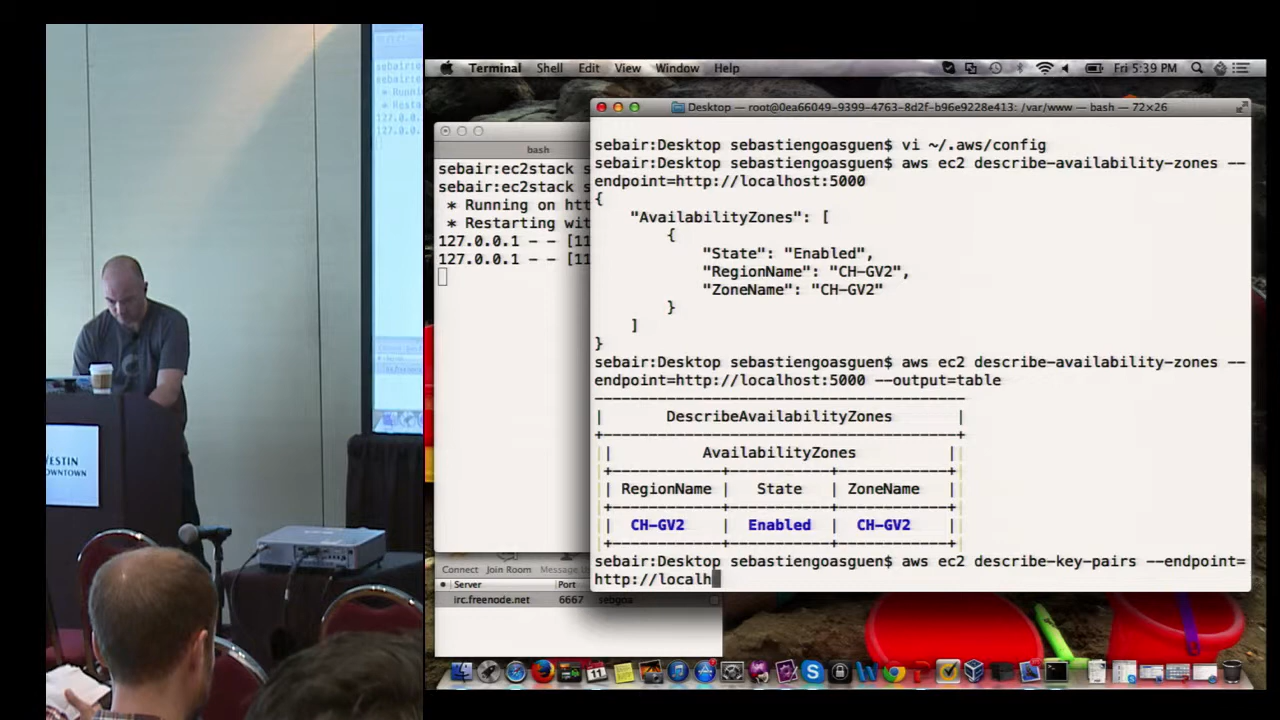 Terminal Shell Edit View Window Help
Fri 5:39 PM
Desktop — root@0ea66049-9399-4763-8d2f-b96e9228e413: /var/www — bash — 72×26
sebair:Desktop sebastiengoasguen$ vi ~/.aws/config
sebair:Desktop sebastiengoasguen$ aws ec2 describe-availability-zones --
endpoint=http://localhost:5000
{
"AvailabilityZones": [
{
"State": "Enabled",
"RegionName": "CH-GV2",
"ZoneName": "CH-GV2"
}
]
}
sebair:Desktop sebastiengoasguen$ aws ec2 describe-availability-zones --
endpoint=http://localhost:5000 --output=table
| DescribeAvailabilityZones |
|| AvailabilityZones ||
|| RegionName | State | ZoneName ||
|| CH-GV2 | Enabled | CH-GV2 ||
sebair:Desktop sebastiengoasguen$ aws ec2 describe-key-pairs --endpoint=
http://localh
bash
sebair:ec2stack s
sebair:ec2stack s
* Running on htt
* Restarting wit
127.0.0.1 - - [11
127.0.0.1 - - [11
Connect Join Room Message
Server Port
irc.freenode.net 6667 sebgoa
ESTIN
OWNTOWN